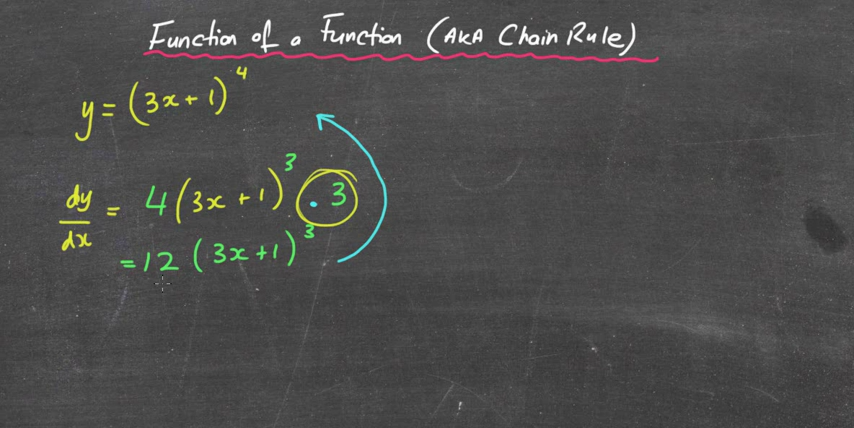 Function of a Function (AKA Chain Rule)
y = (3x + 1)^4
dy/dx = 4(3x + 1)^3 . 3
= 12 (3x + 1)^3